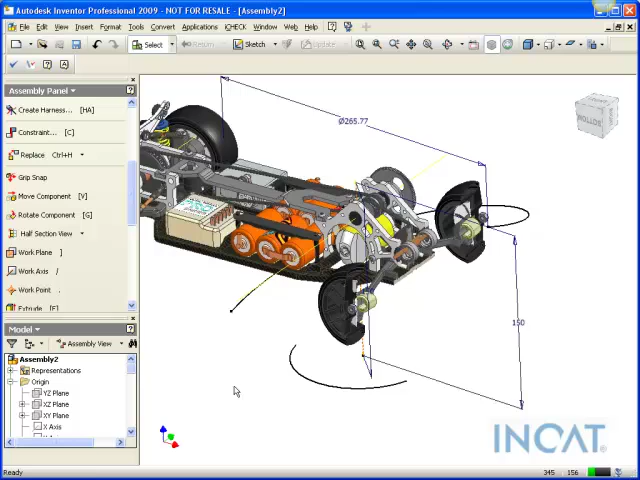 Autodesk Inventor Professional 2009 - NOT FOR RESALE - [Assembly2]
File Edit View Insert Format Tools Convert Applications iCHECK Window Web Help
Select Sketch Update
Assembly Panel
Create Harness... [HA]
Constraint... [C]
Replace Ctrl+H
Grip Snap
Move Component [V]
Rotate Component [G]
Half Section View
Work Plane ]
Work Axis /
Work Point .
Extrude [E]
Model
Assembly View
Assembly2
Representations
Origin
YZ Plane
XZ Plane
XY Plane
X Axis
Ø265.77
150
INCAT®
Ready
345 156